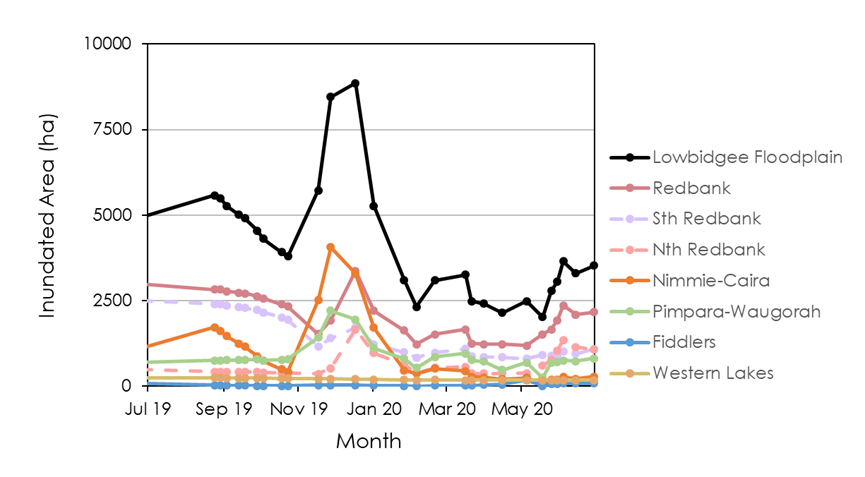 10000
7500
5000
2500
0
Inundated Area (ha)
Jul 19 Sep 19 Nov 19 Jan 20 Mar 20 May 20
Month
Lowbidgee Floodplain
Redbank
Sth Redbank
Nth Redbank
Nimmie-Caira
Pimpara-Waugorah
Fiddlers
Western Lakes